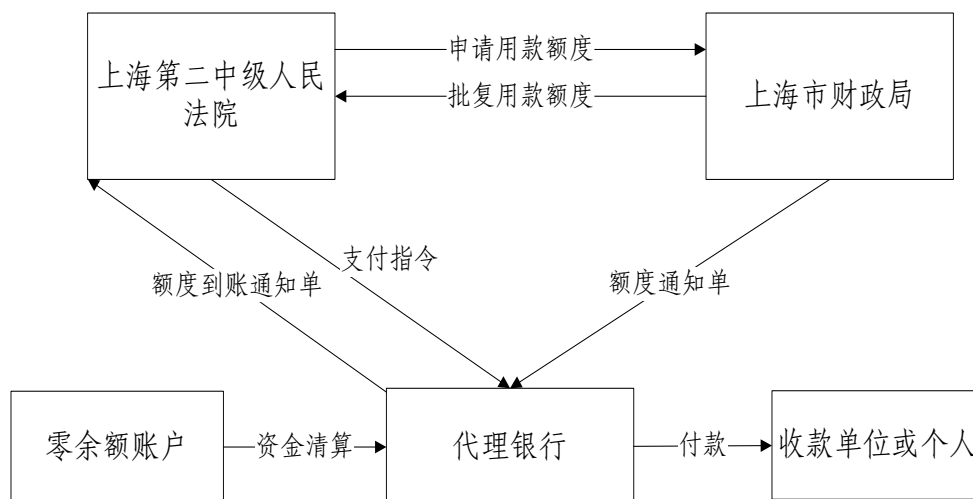 申请用款额度
上海第二中级人民
法院
批复用款额度
上海市财政局
支付指令
额度到账通知单
额度通知单
零余额账户
资金清算
代理银行
付款
收款单位或个人